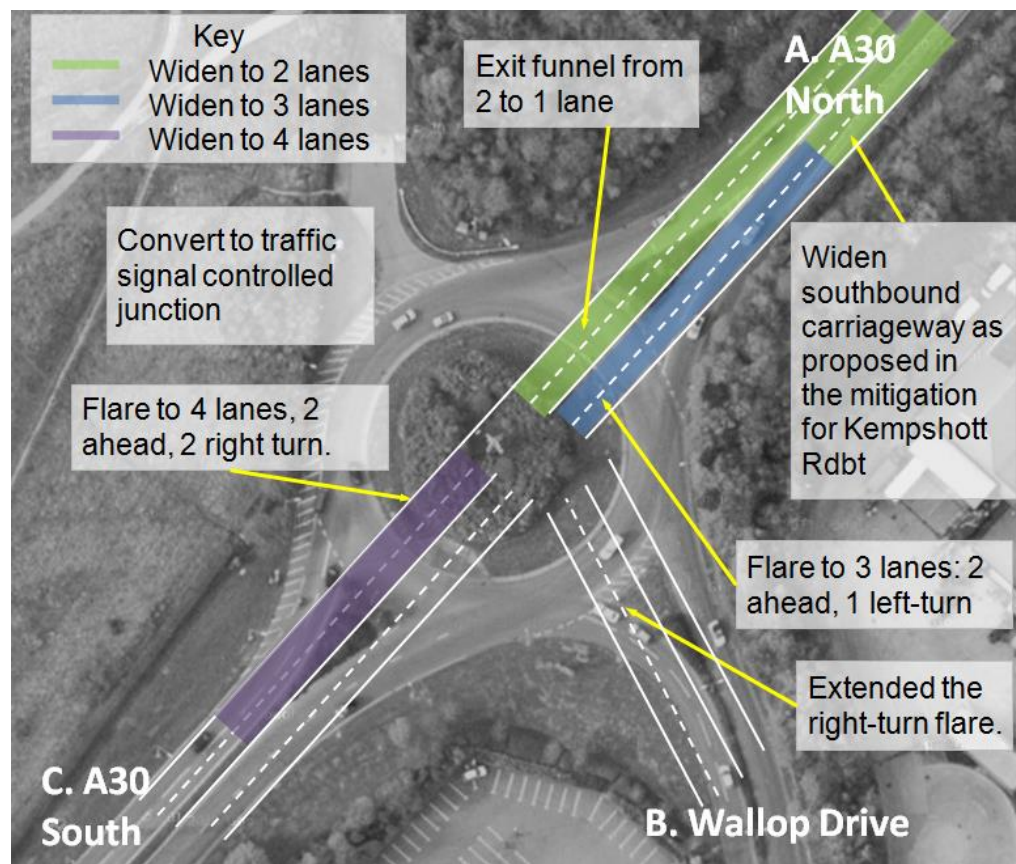 Key
Widen to 2 lanes
Widen to 3 lanes
Widen to 4 lanes
Exit funnel from
2 to 1 lane
A. A30
North
Convert to traffic
signal controlled
junction
Widen
southbound
carriageway as
proposed in
the mitigation
for Kempshott
Rdbt
Flare to 4 lanes, 2
ahead, 2 right turn.
Flare to 3 lanes: 2
ahead, 1 left-turn
Extended the
right-turn flare.
C. A30
South
B. Wallop Drive